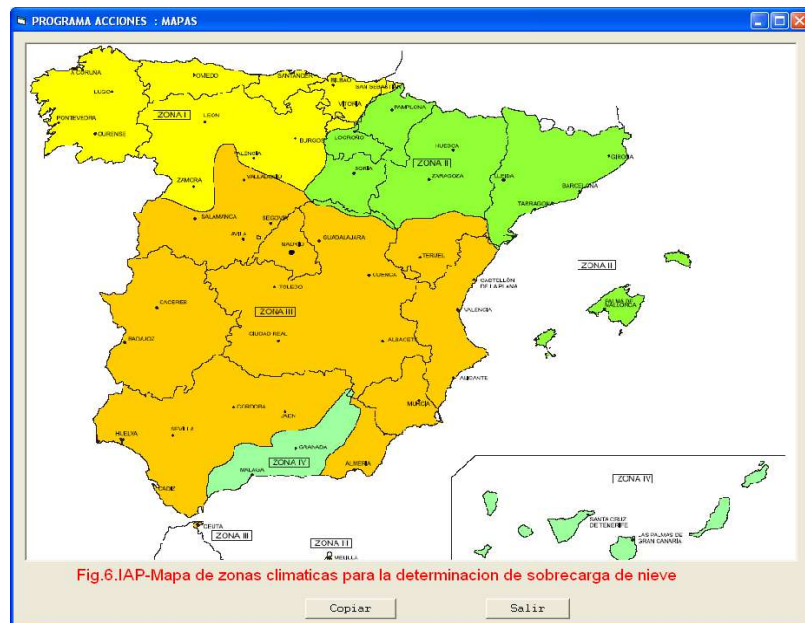 PROGRAMA ACCIONES : MAPAS
A CORUÑA
LUGO
OVIEDO
SANTANDER
BILBAO
SAN SEBASTIAN
VITORIA
PAMPLONA
PONTEVEDRA
OURENSE
ZONA I
LEON
BURGOS
LOGROÑO
HUESCA
GIRONA
PALENCIA
ZONA II
SORIA
ZARAGOZA
LLEIDA
BARCELONA
ZAMORA
VALLADOLID
TARRAGONA
SALAMANCA
SEGOVIA
AVILA
MADRID
GUADALAJARA
TERUEL
ZONA II
CUENCA
TOLEDO
CASTELLÓN
DE LA PLANA
CACERES
ZONA III
VALENCIA
PALMA DE
MALLORCA
BADAJOZ
CIUDAD REAL
ALBACETE
ALICANTE
MURCIA
CORDOBA
JAEN
HUELVA
SEVILLA
GRANADA
ZONA IV
MALAGA
ALMERIA
CADIZ
ZONA IV
SANTA CRUZ
DE TENERIFE
LAS PALMAS DE
GRAN CANARIA
CEUTA
ZONA III
MELILLA
Fig.6.IAP-Mapa de zonas climaticas para la determinacion de sobrecarga de nieve
Copiar
Salir